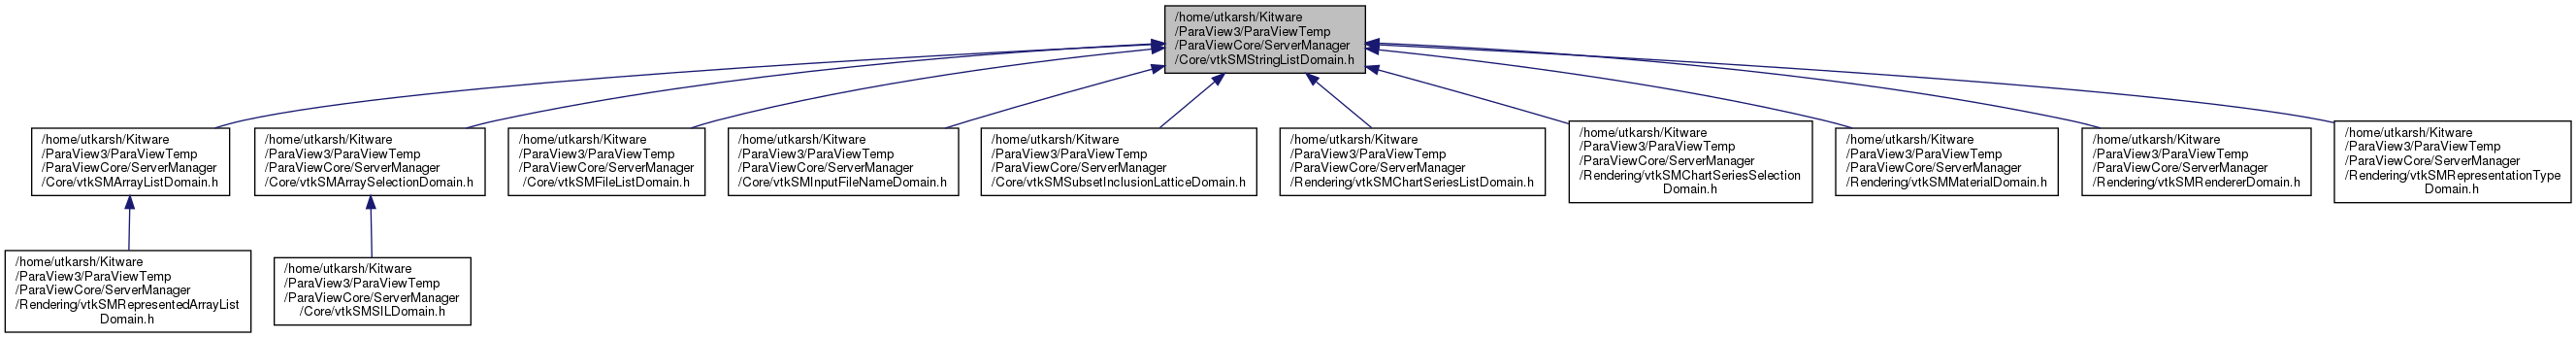 /home/utkarsh/Kitware
/ParaView3/ParaViewTemp
/ParaViewCore/ServerManager
/Core/vtkSMStringListDomain.h
/home/utkarsh/Kitware
/ParaView3/ParaViewTemp
/ParaViewCore/ServerManager
/Core/vtkSMArrayListDomain.h
/home/utkarsh/Kitware
/ParaView3/ParaViewTemp
/ParaViewCore/ServerManager
/Core/vtkSMArraySelectionDomain.h
/home/utkarsh/Kitware
/ParaView3/ParaViewTemp
/ParaViewCore/ServerManager
/Core/vtkSMFileListDomain.h
/home/utkarsh/Kitware
/ParaView3/ParaViewTemp
/ParaViewCore/ServerManager
/Core/vtkSMInputFileNameDomain.h
/home/utkarsh/Kitware
/ParaView3/ParaViewTemp
/ParaViewCore/ServerManager
/Core/vtkSMSubsetInclusionLatticeDomain.h
/home/utkarsh/Kitware
/ParaView3/ParaViewTemp
/ParaViewCore/ServerManager
/Rendering/vtkSMChartSeriesListDomain.h
/home/utkarsh/Kitware
/ParaView3/ParaViewTemp
/ParaViewCore/ServerManager
/Rendering/vtkSMChartSeriesSelection
Domain.h
/home/utkarsh/Kitware
/ParaView3/ParaViewTemp
/ParaViewCore/ServerManager
/Rendering/vtkSMMaterialDomain.h
/home/utkarsh/Kitware
/ParaView3/ParaViewTemp
/ParaViewCore/ServerManager
/Rendering/vtkSMRendererDomain.h
/home/utkarsh/Kitware
/ParaView3/ParaViewTemp
/ParaViewCore/ServerManager
/Rendering/vtkSMRepresentationType
Domain.h
/home/utkarsh/Kitware
/ParaView3/ParaViewTemp
/ParaViewCore/ServerManager
/Rendering/vtkSMRepresentedArrayList
Domain.h
/home/utkarsh/Kitware
/ParaView3/ParaViewTemp
/ParaViewCore/ServerManager
/Core/vtkSMSILDomain.h